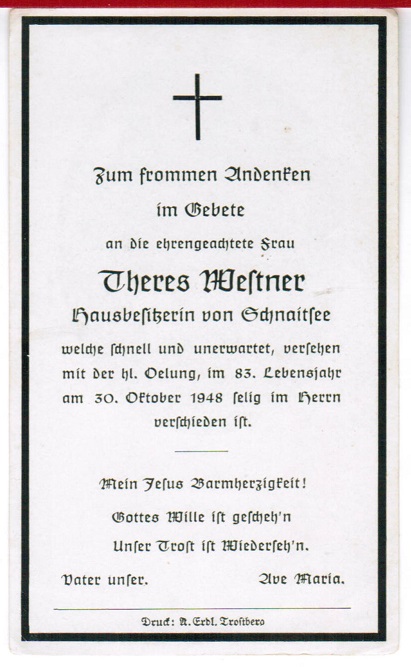 Zum frommen Andenken
im Gebete
an die ehrengeachtete Frau
Theres Westner
Hausbesitzerin von Schnaitsee
welche schnell und unerwartet, versehen
mit der hl. Oelung, im 83. Lebensjahr
am 30. Oktober 1948 selig im Herrn
verschieden ist.
Mein Jesus Barmherzigkeit!
Gottes Wille ist gescheh'n
Unser Trost ist Wiederseh'n.
Vater unser. Ave Maria.
Druck: A. Erdl, Trostberg